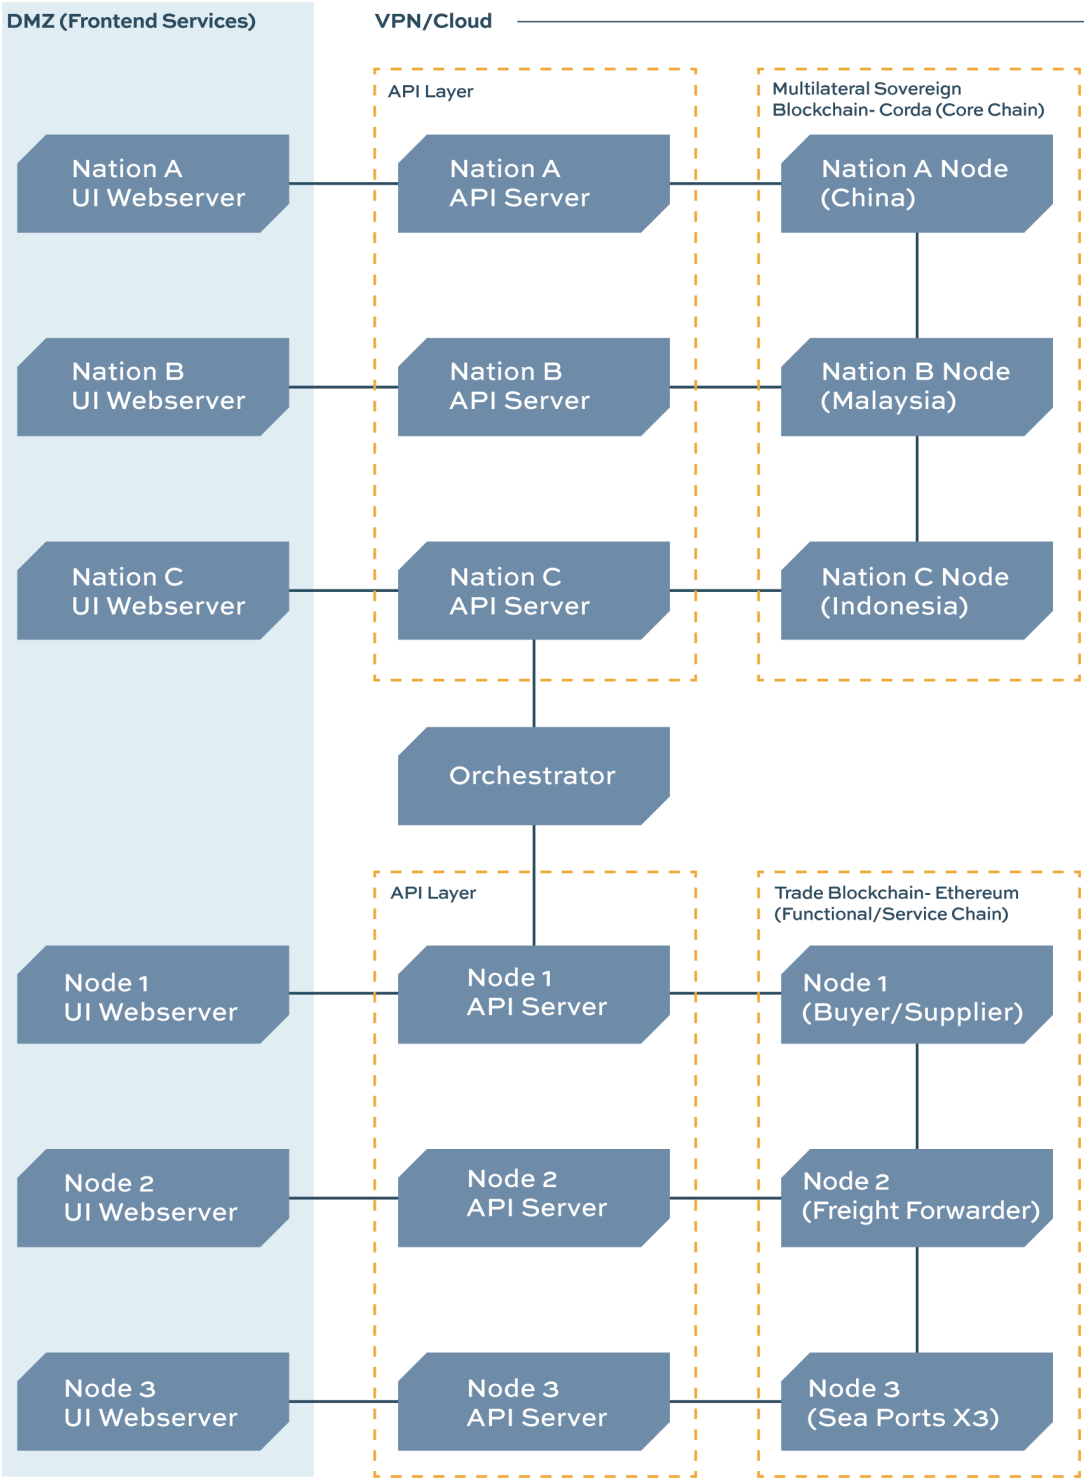 DMZ (Frontend Services)
VPN/Cloud
API Layer
Multilateral Sovereign
Blockchain- Corda (Core Chain)
Nation A
UI Webserver
Nation A
API Server
Nation A Node
(China)
Nation B
UI Webserver
Nation B
API Server
Nation B Node
(Malaysia)
Nation C
UI Webserver
Nation C
API Server
Nation C Node
(Indonesia)
Orchestrator
API Layer
Trade Blockchain- Ethereum
(Functional/Service Chain)
Node 1
UI Webserver
Node 1
API Server
Node 1
(Buyer/Supplier)
Node 2
UI Webserver
Node 2
API Server
Node 2
(Freight Forwarder)
Node 3
UI Webserver
Node 3
API Server
Node 3
(Sea Ports X3)